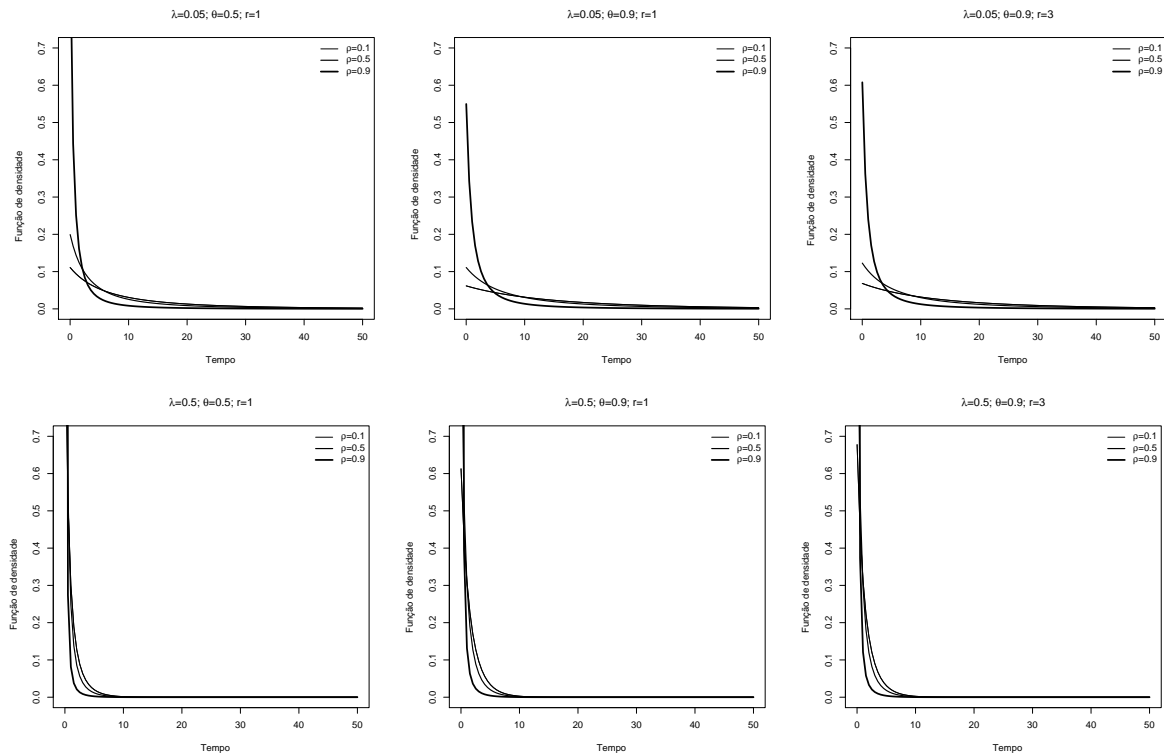 λ=0.05; θ=0.5; r=1
Função de densidade
0.0 0.1 0.2 0.3 0.4 0.5 0.6 0.7
ρ=0.1
ρ=0.5
ρ=0.9
0 10 20 30 40 50
Tempo
λ=0.05; θ=0.9; r=1
Função de densidade
0.0 0.1 0.2 0.3 0.4 0.5 0.6 0.7
ρ=0.1
ρ=0.5
ρ=0.9
0 10 20 30 40 50
Tempo
λ=0.05; θ=0.9; r=3
Função de densidade
0.0 0.1 0.2 0.3 0.4 0.5 0.6 0.7
ρ=0.1
ρ=0.5
ρ=0.9
0 10 20 30 40 50
Tempo
λ=0.5; θ=0.5; r=1
Função de densidade
0.0 0.1 0.2 0.3 0.4 0.5 0.6 0.7
ρ=0.1
ρ=0.5
ρ=0.9
0 10 20 30 40 50
Tempo
λ=0.5; θ=0.9; r=1
Função de densidade
0.0 0.1 0.2 0.3 0.4 0.5 0.6 0.7
ρ=0.1
ρ=0.5
ρ=0.9
0 10 20 30 40 50
Tempo
λ=0.5; θ=0.9; r=3
Função de densidade
0.0 0.1 0.2 0.3 0.4 0.5 0.6 0.7
ρ=0.1
ρ=0.5
ρ=0.9
0 10 20 30 40 50
Tempo